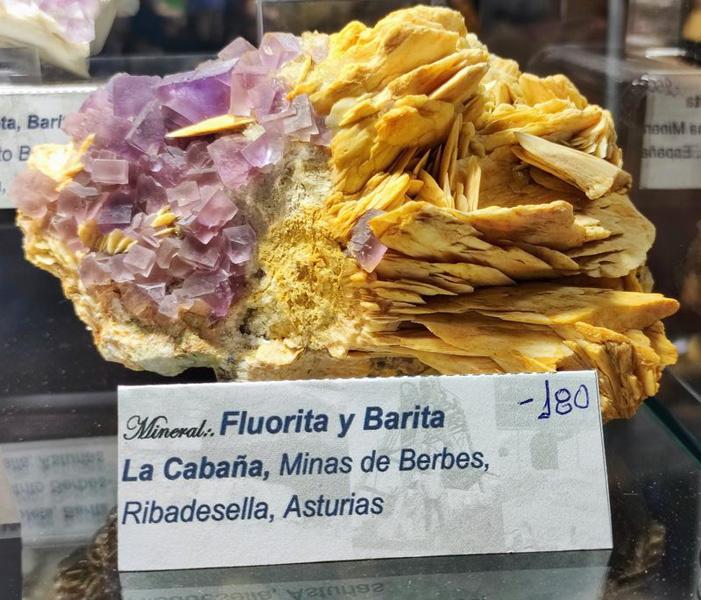 -180
Mineral:. Fluorita y Barita
La Cabaña, Minas de Berbes,
Ribadesella, Asturias